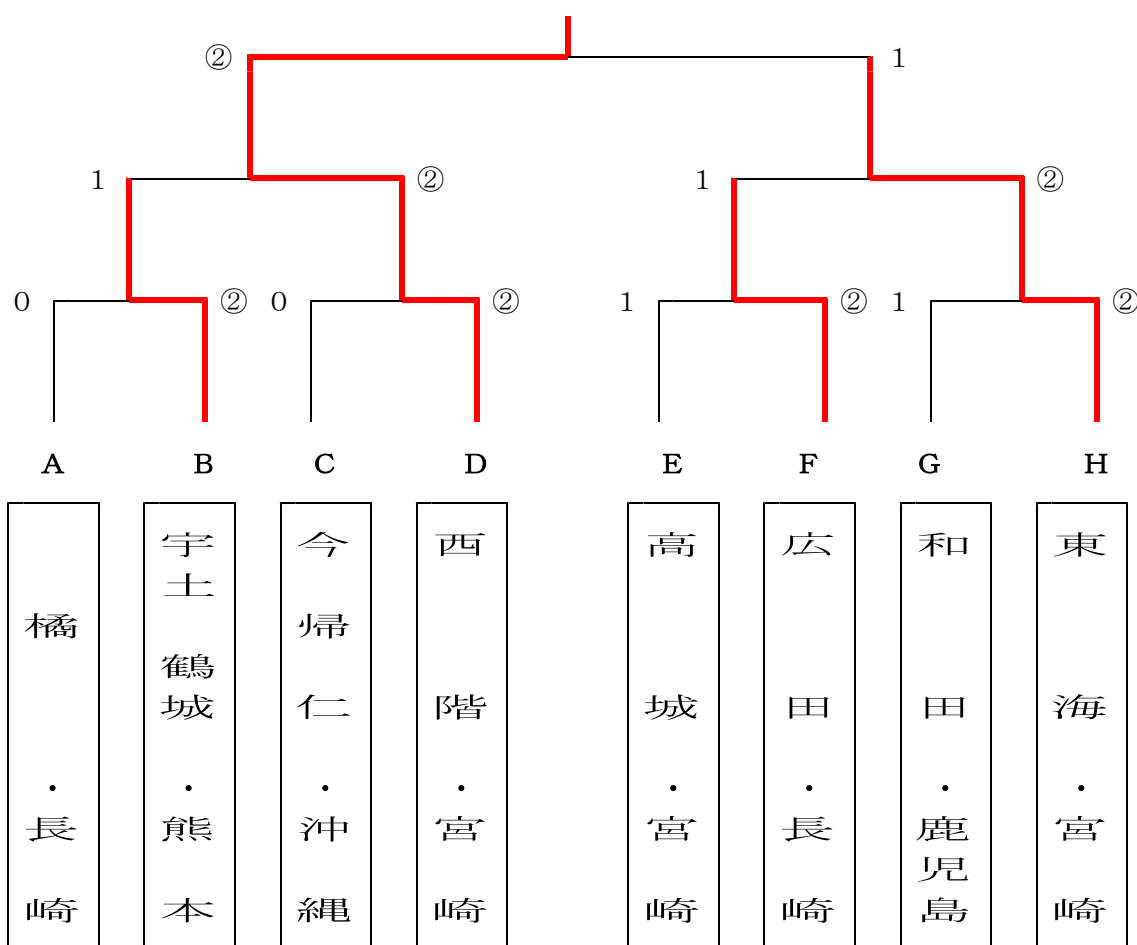 ② 1
1 ② 1 ②
0 ② 0 ② 1 ② 1 ②
A B C D E F G H
橘・長崎
宇土鶴城・熊本
今帰仁・沖縄
西階・宮崎
高城・宮崎
広田・長崎
和田・鹿児島
東海・宮崎